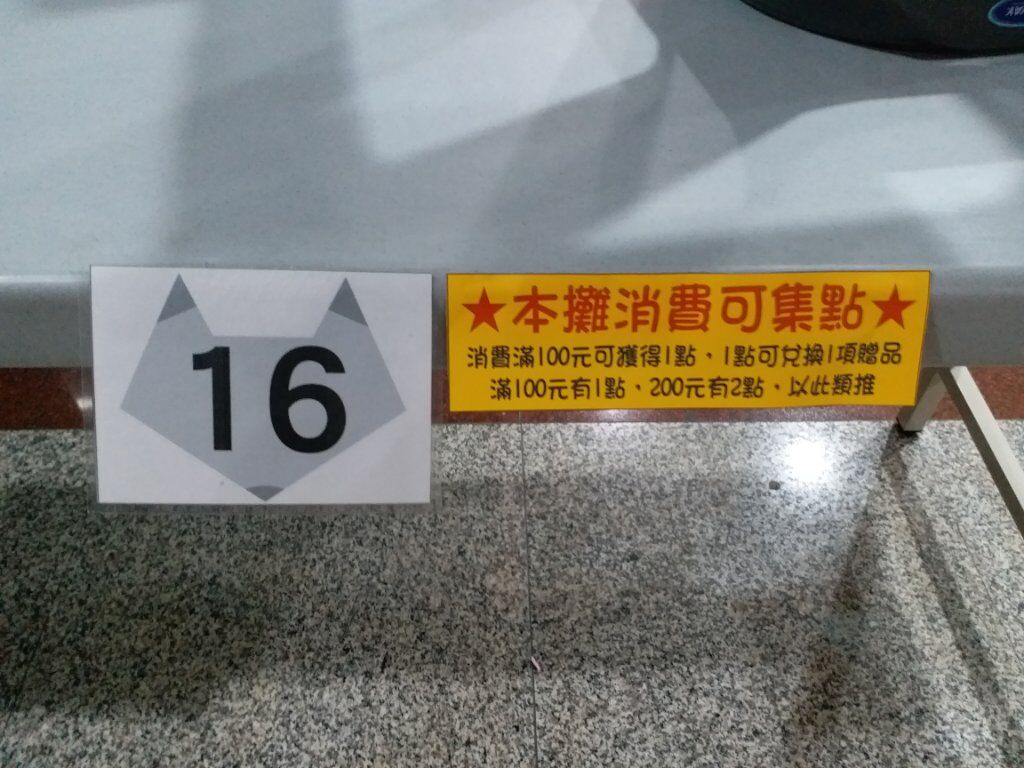 16
★本攤消費可集點★
消費滿100元可獲得1點，1點可兌換1項贈品
滿100元有1點，200元有2點，以此類推